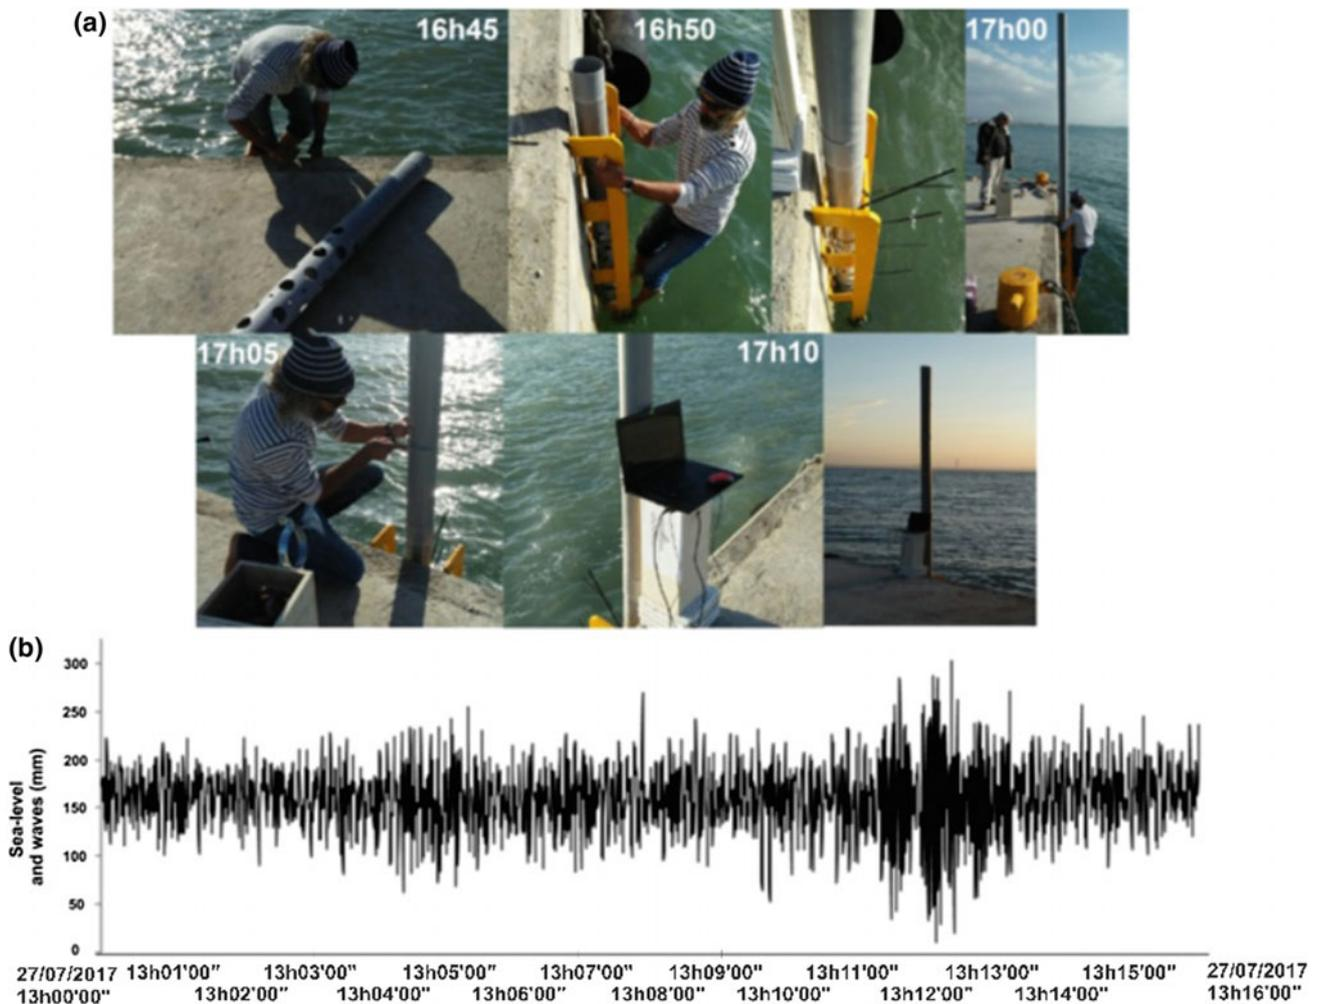 (a)
16h45
16h50
17h00
17h05
17h10
(b)
Sea-level
and waves (mm)
300
250
200
150
100
50
0
27/07/2017
13h00'00"
13h01'00"
13h02'00"
13h03'00"
13h04'00"
13h05'00"
13h06'00"
13h07'00"
13h08'00"
13h09'00"
13h10'00"
13h11'00"
13h12'00"
13h13'00"
13h14'00"
13h15'00"
27/07/2017
13h16'00"